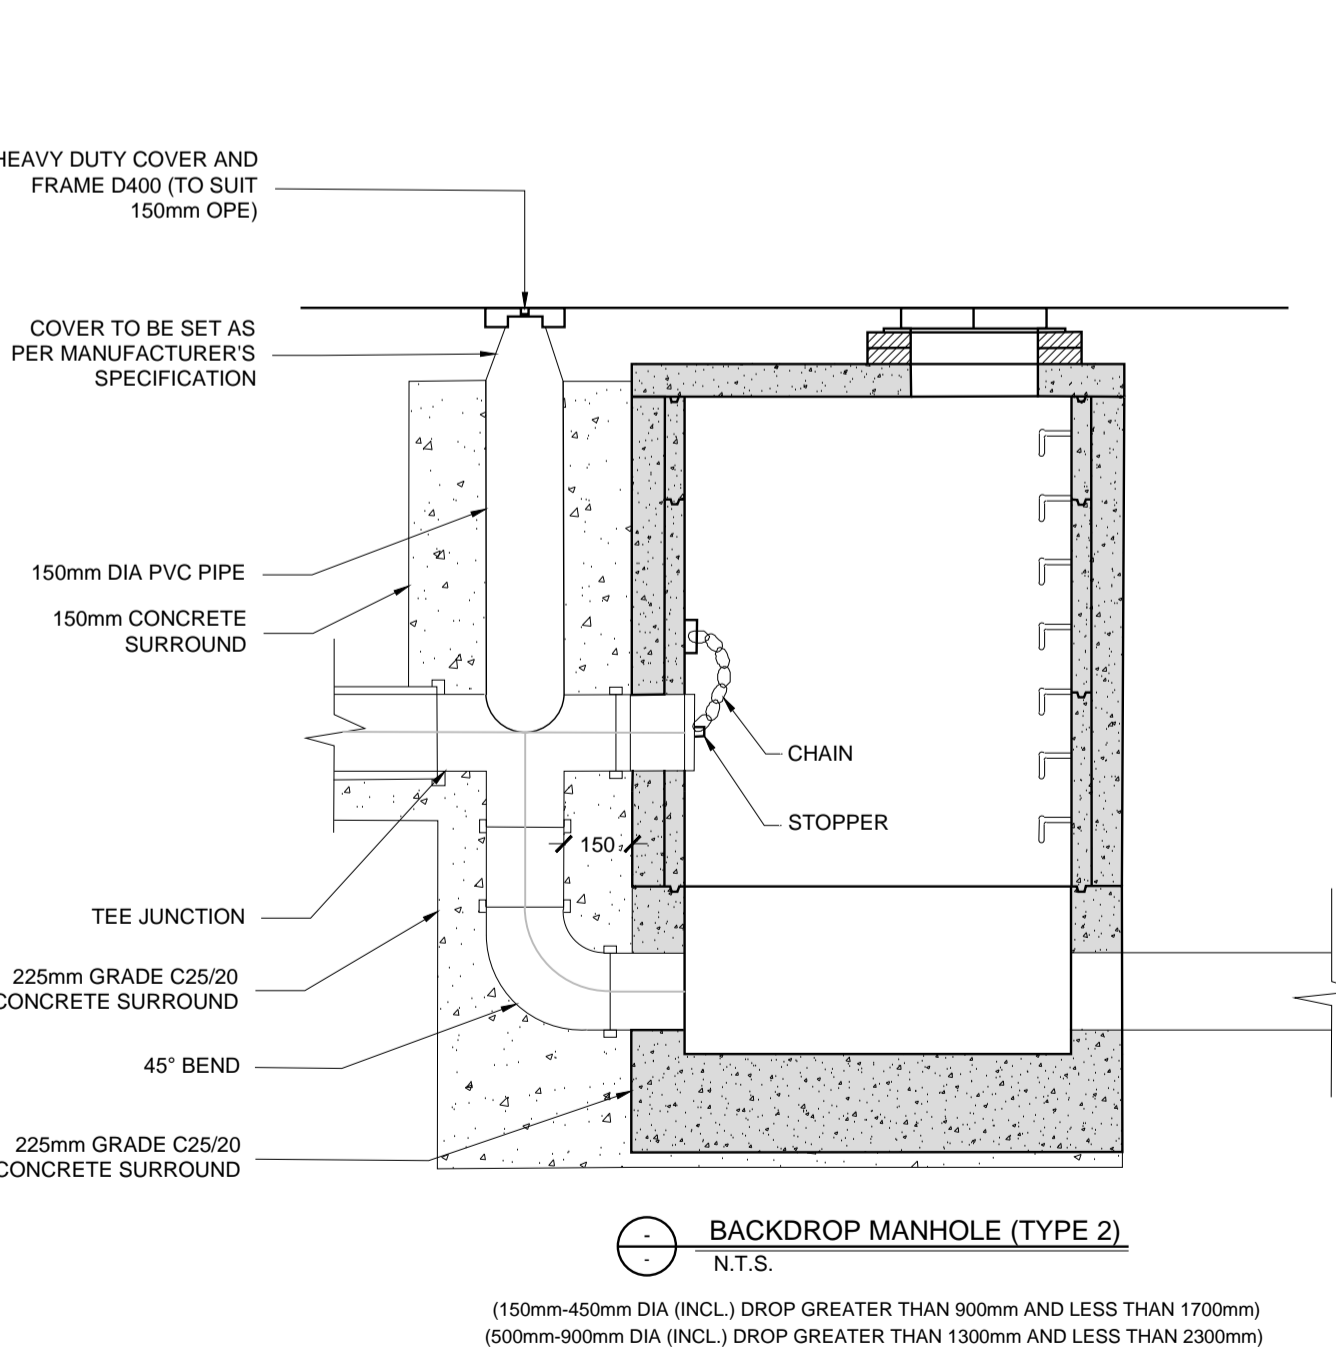 HEAVY DUTY COVER AND
FRAME D400 (TO SUIT
150mm OPE)
COVER TO BE SET AS
PER MANUFACTURER'S
SPECIFICATION
150mm DIA PVC PIPE
150mm CONCRETE
SURROUND
CHAIN
STOPPER
150
TEE JUNCTION
225mm GRADE C25/20
CONCRETE SURROUND
45° BEND
225mm GRADE C25/20
CONCRETE SURROUND
-
-
BACKDROP MANHOLE (TYPE 2)
N.T.S.
(150mm-450mm DIA (INCL.) DROP GREATER THAN 900mm AND LESS THAN 1700mm)
(500mm-900mm DIA (INCL.) DROP GREATER THAN 1300mm AND LESS THAN 2300mm)